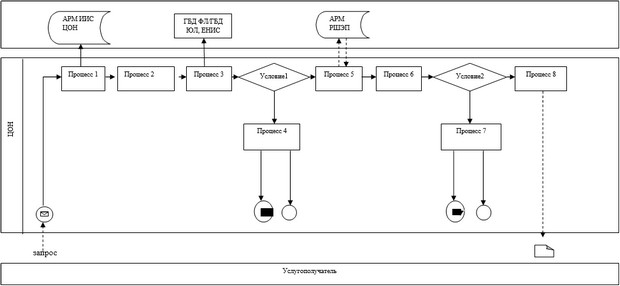 АРМ ИИС
ЦОН
ГБД ФЛ/ГБД
ЮЛ, ЕНИС
АРМ
РШЭП
ЦОН
Процесс 1
Процесс 2
Процесс 3
Условие1
Процесс 5
Процесс 6
Условие2
Процесс 8
Процесс 4
Процесс 7
запрос
Услугополучатель